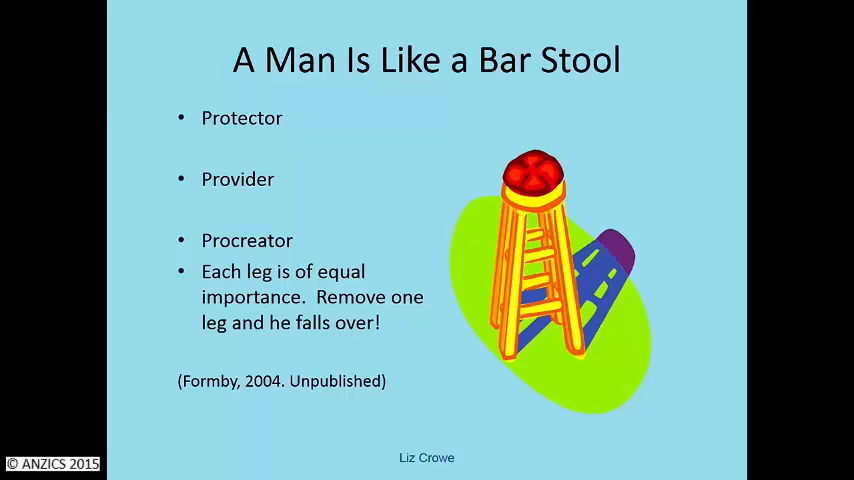 A Man Is Like a Bar Stool
• Protector
• Provider
• Procreator
• Each leg is of equal
importance. Remove one
leg and he falls over!
(Formby, 2004. Unpublished)
Liz Crowe
© ANZICS 2015